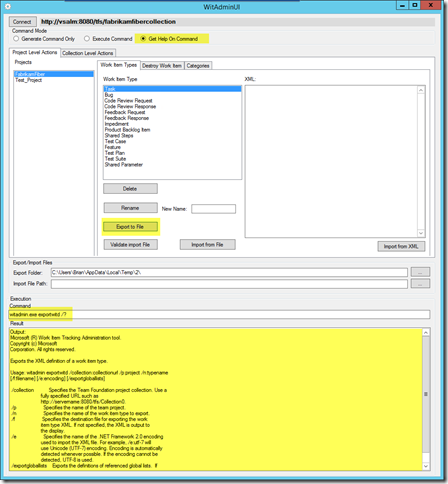 WitAdminUI
Connect
http://vsalm:8080/tfs/fabrikamfibercollection
Command Mode
Generate Command Only
Execute Command
Get Help On Command
Project Level Actions
Collection Level Actions
Projects
FabrikamFiber
Test_Project
Work Item Types
Destroy Work Item
Categories
Work Item Type
XML:
Task
Bug
Code Review Request
Code Review Response
Feedback Request
Feedback Response
Impediment
Product Backlog Item
Shared Steps
Test Case
Feature
Test Plan
Test Suite
Shared Parameter
Delete
Rename
New Name:
Export to File
Validate import File
Import from File
Import from XML
Export/Import Files
Export Folder:
C:\Users\Brian\AppData\Local\Temp\2\
...
Import File Path:
...
Execution
Command
witadmin.exe exportwitd /?
Result
Output:
Microsoft (R) Work Item Tracking Administration tool.
Copyright (c) Microsoft
Corporation. All rights reserved.
Exports the XML definition of a work item type.
Usage: witadmin exportwitd /collection:collectionurl /p:project /n:typename
[/f:filename] [/e:encoding] [/exportgloballists]
/collection Specifies the Team Foundation project collection. Use a
fully specified URL such as
http://servername:8080/tfs/Collection0.
/p Specifies the name of the team project.
/n Specifies the name of the work item type to export.
/f Specifies the destination file for exporting the work
item type XML. If not specified, the XML is output to
the display.
/e Specifies the name of the .NET Framework 2.0 encoding
used to import the XML file. For example, /e:utf-7 will
use Unicode (UTF-7) encoding. Encoding is automatically
detected whenever possible. If the encoding cannot be
detected, UTF-8 is used.
/exportgloballists Exports the definitions of referenced global lists. If